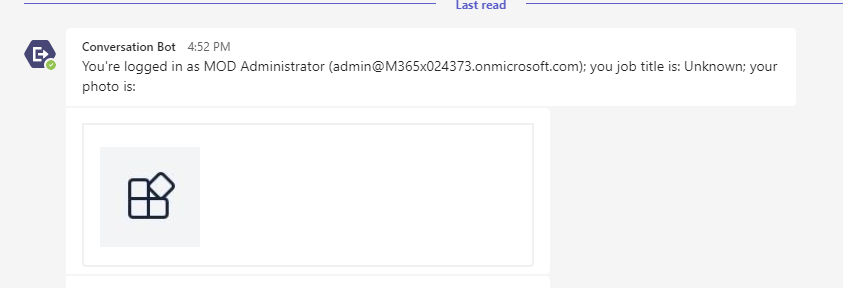 Last read
Conversation Bot 4:52 PM
You're logged in as MOD Administrator (admin@M365x024373.onmicrosoft.com); you job title is: Unknown; your
photo is: